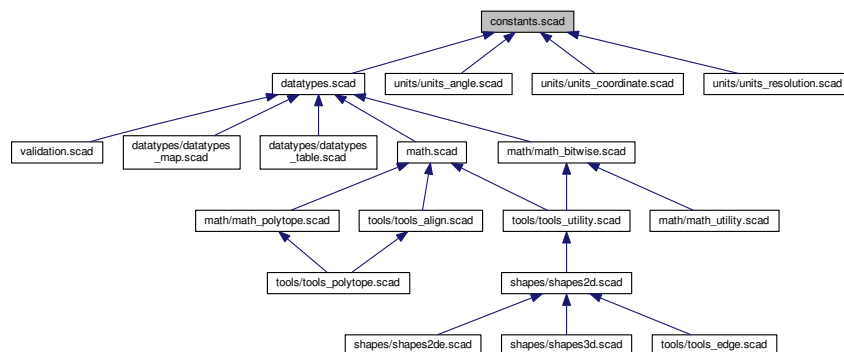 constants.scad
datatypes.scad
units/units_angle.scad
units/units_coordinate.scad
units/units_resolution.scad
validation.scad
datatypes/datatypes
_map.scad
datatypes/datatypes
_table.scad
math.scad
math/math_bitwise.scad
math/math_polytope.scad
tools/tools_align.scad
tools/tools_utility.scad
math/math_utility.scad
tools/tools_polytope.scad
shapes/shapes2d.scad
shapes/shapes2de.scad
shapes/shapes3d.scad
tools/tools_edge.scad